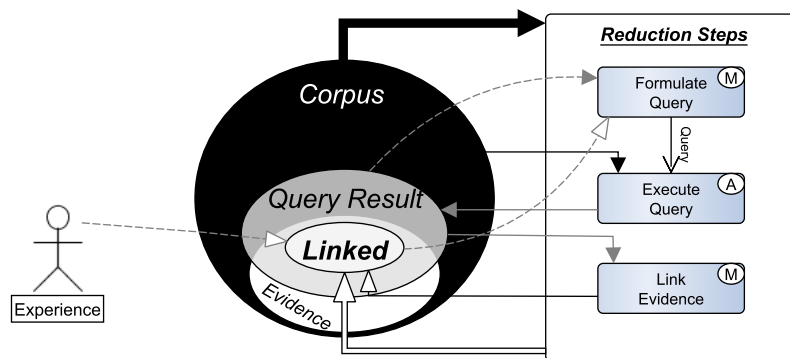 Reduction Steps
Corpus
Formulate
Query
M
Query
Query Result
Execute
Query
A
Linked
Link
Evidence
M
Evidence
Experience